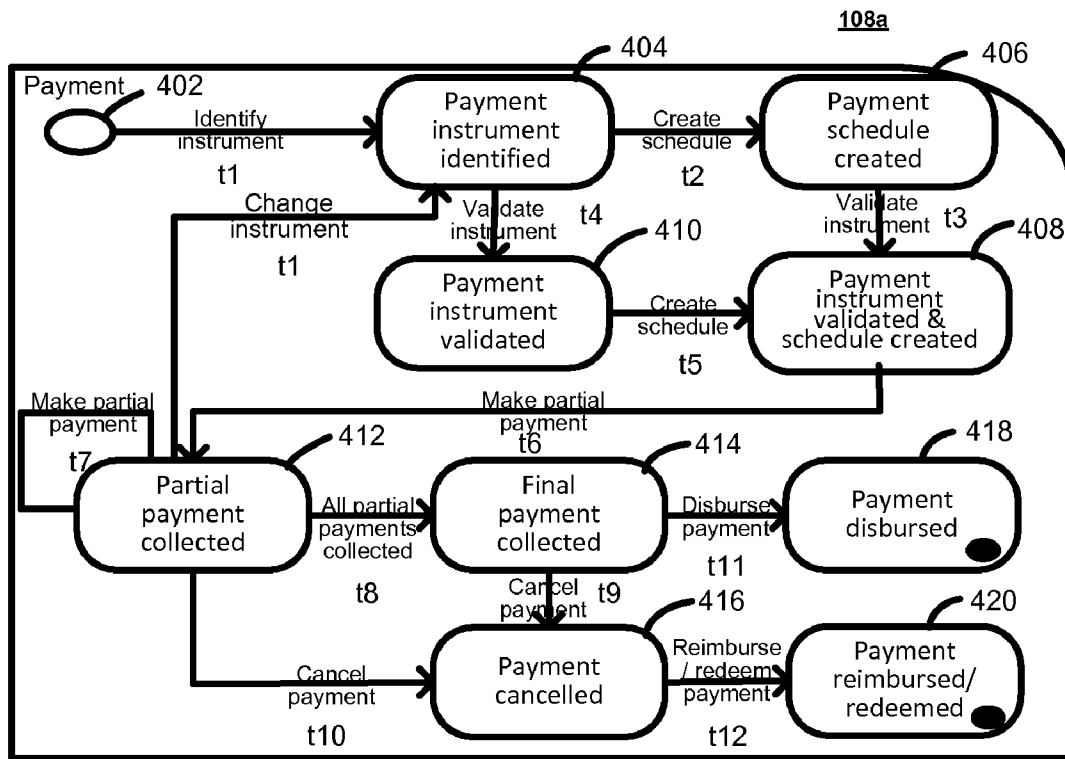 108a
404
406
Payment
402
Identify
instrument
t1
Payment
instrument
identified
Create
schedule
t2
Payment
schedule
created
Change
instrument
t1
Validate
instrument
t4
410
Validate
instrument
t3
408
Payment
instrument
validated
Create
schedule
t5
Payment
instrument
validated &
schedule created
Make partial
payment
t7
Make partial
payment
t6
412
414
418
Partial
payment
collected
All partial
payments
collected
t8
Final
payment
collected
Disburse
payment
t11
Payment
disbursed
Cancel
payment
t9
416
420
Cancel
payment
t10
Payment
cancelled
Reimburse
/ redeem
payment
t12
Payment
reimbursed/
redeemed